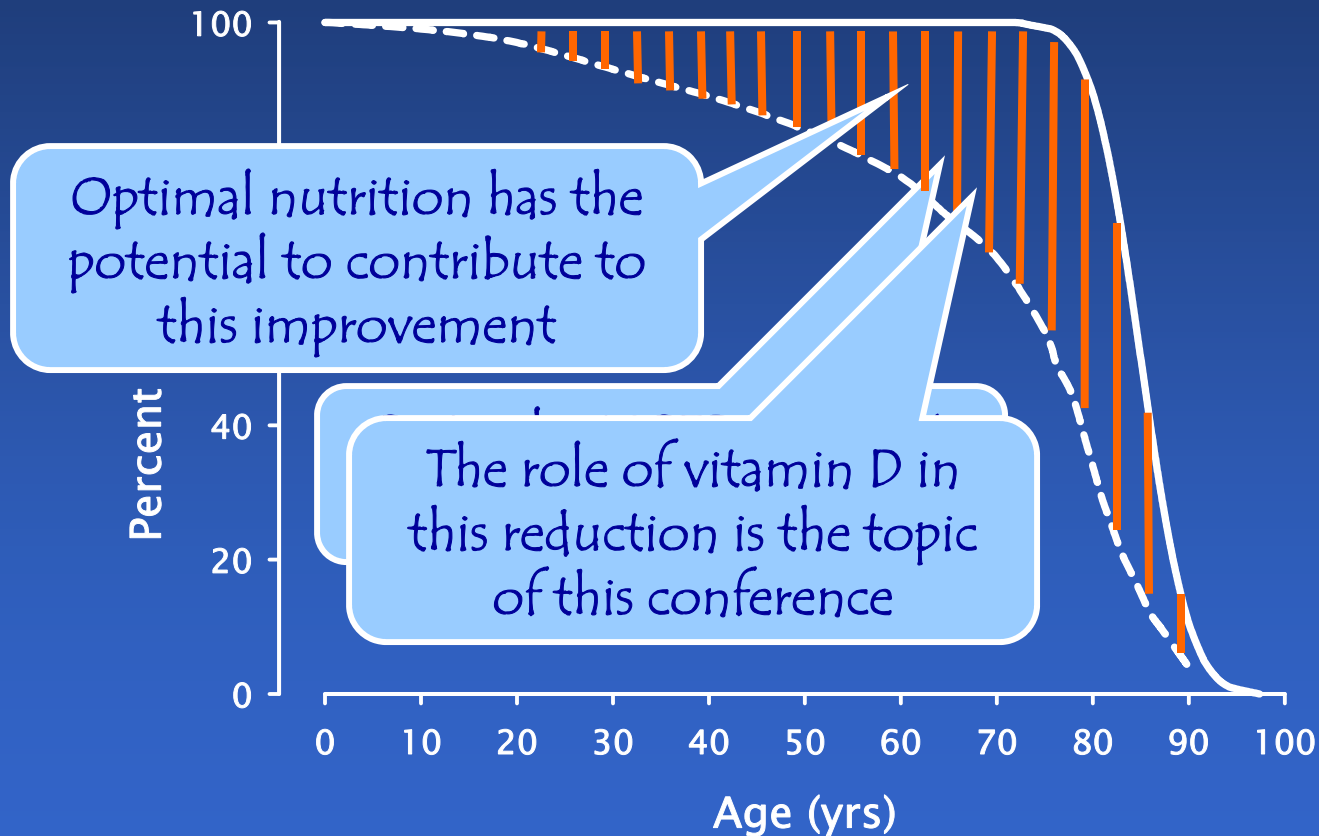 100
Optimal nutrition has the
potential to contribute to
this improvement
Percent
40
The role of vitamin D in
this reduction is the topic
of this conference
20
0
0 10 20 30 40 50 60 70 80 90 100
Age (yrs)